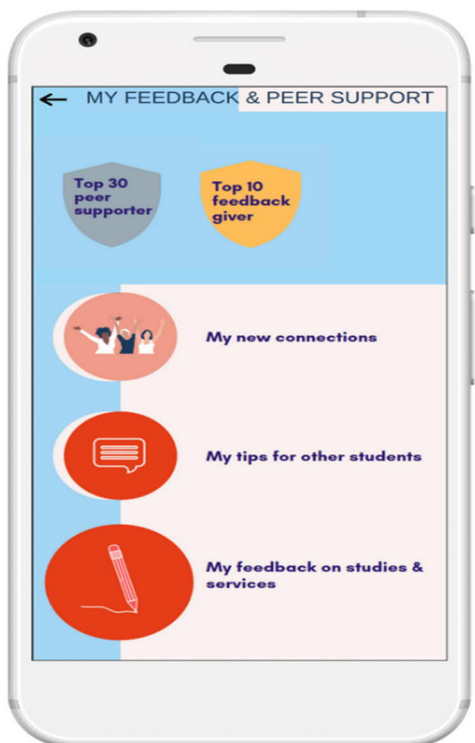 MY FEEDBACK & PEER SUPPORT
Top 30
peer
supporter
Top 10
feedback
giver
My new connections
My tips for other students
My feedback on studies &
services